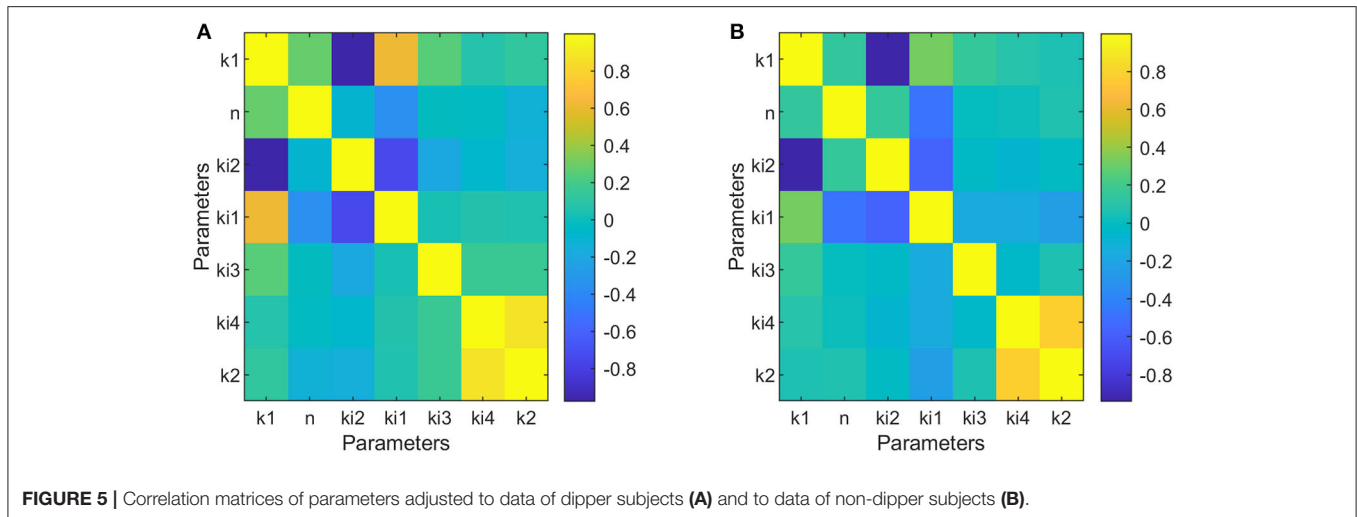 A
k1
n
ki2
ki1
ki3
ki4
k2
Parameters
k1 n ki2 ki1 ki3 ki4 k2
Parameters
0.8
0.6
0.4
0.2
0
-0.2
-0.4
-0.6
-0.8
B
k1
n
ki2
ki1
ki3
ki4
k2
Parameters
k1 n ki2 ki1 ki3 ki4 k2
Parameters
0.8
0.6
0.4
0.2
0
-0.2
-0.4
-0.6
-0.8
FIGURE 5 | Correlation matrices of parameters adjusted to data of dipper subjects (A) and to data of non-dipper subjects (B).